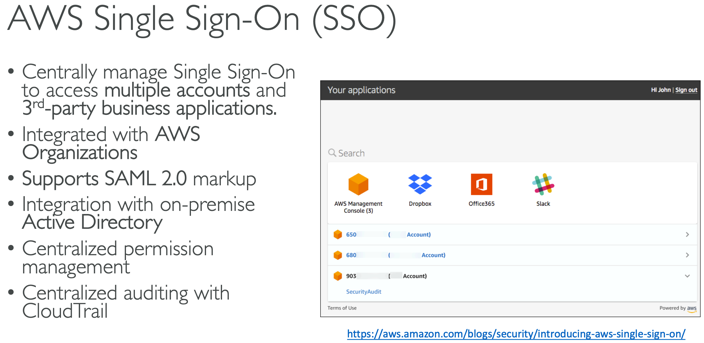 AWS Single Sign-On (SSO)
• Centrally manage Single Sign-On
to access multiple accounts and
3rd-party business applications.
• Integrated with AWS
Organizations
• Supports SAML 2.0 markup
• Integration with on-premise
Active Directory
• Centralized permission
management
• Centralized auditing with
CloudTrail
Your applications
Hi John | Sign out
Search
AWS Management
Console (3)
Dropbox
Office365
Slack
650 ( Account)
680 ( Account)
903 ( Account)
SecurityAudit
Terms of Use
Powered by aws
https://aws.amazon.com/blogs/security/introducing-aws-single-sign-on/